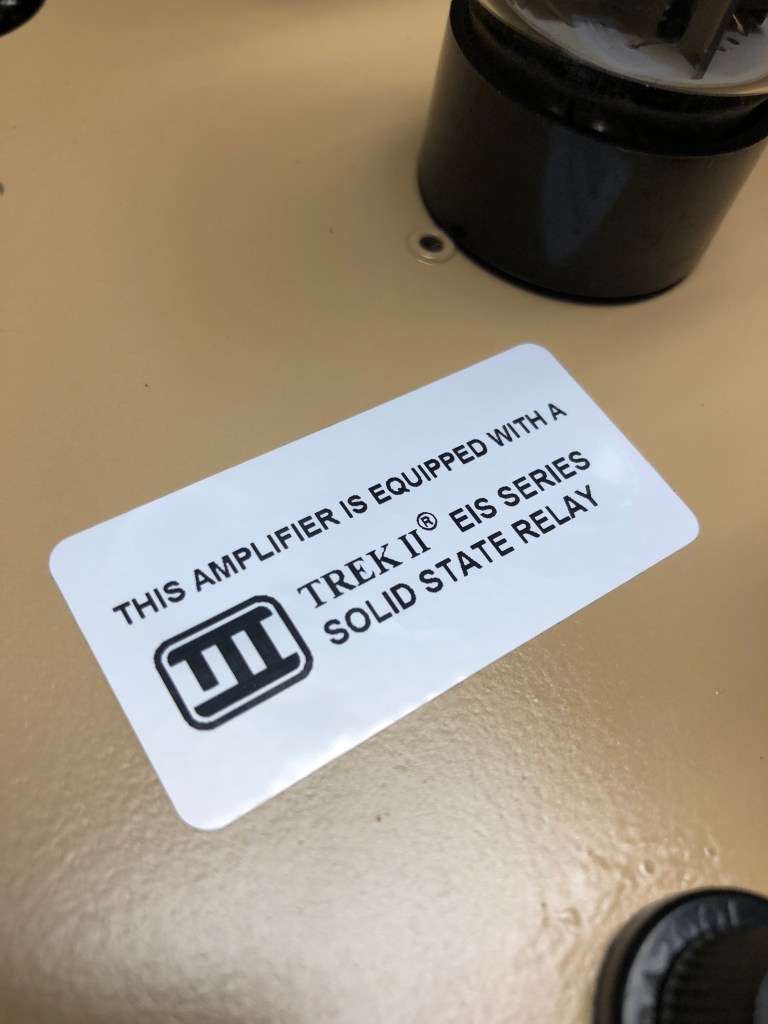 THIS AMPLIFIER IS EQUIPPED WITH A
TREK II® EIS SERIES
SOLID STATE RELAY